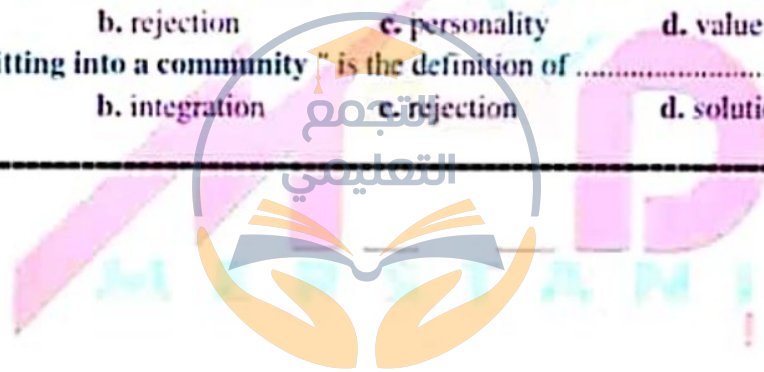 b. rejection c. personality d. value
itting into a community " is the definition of ..........................
b. integration c. rejection d. soluti
التجمع
التعليمي
M E R S T A N I